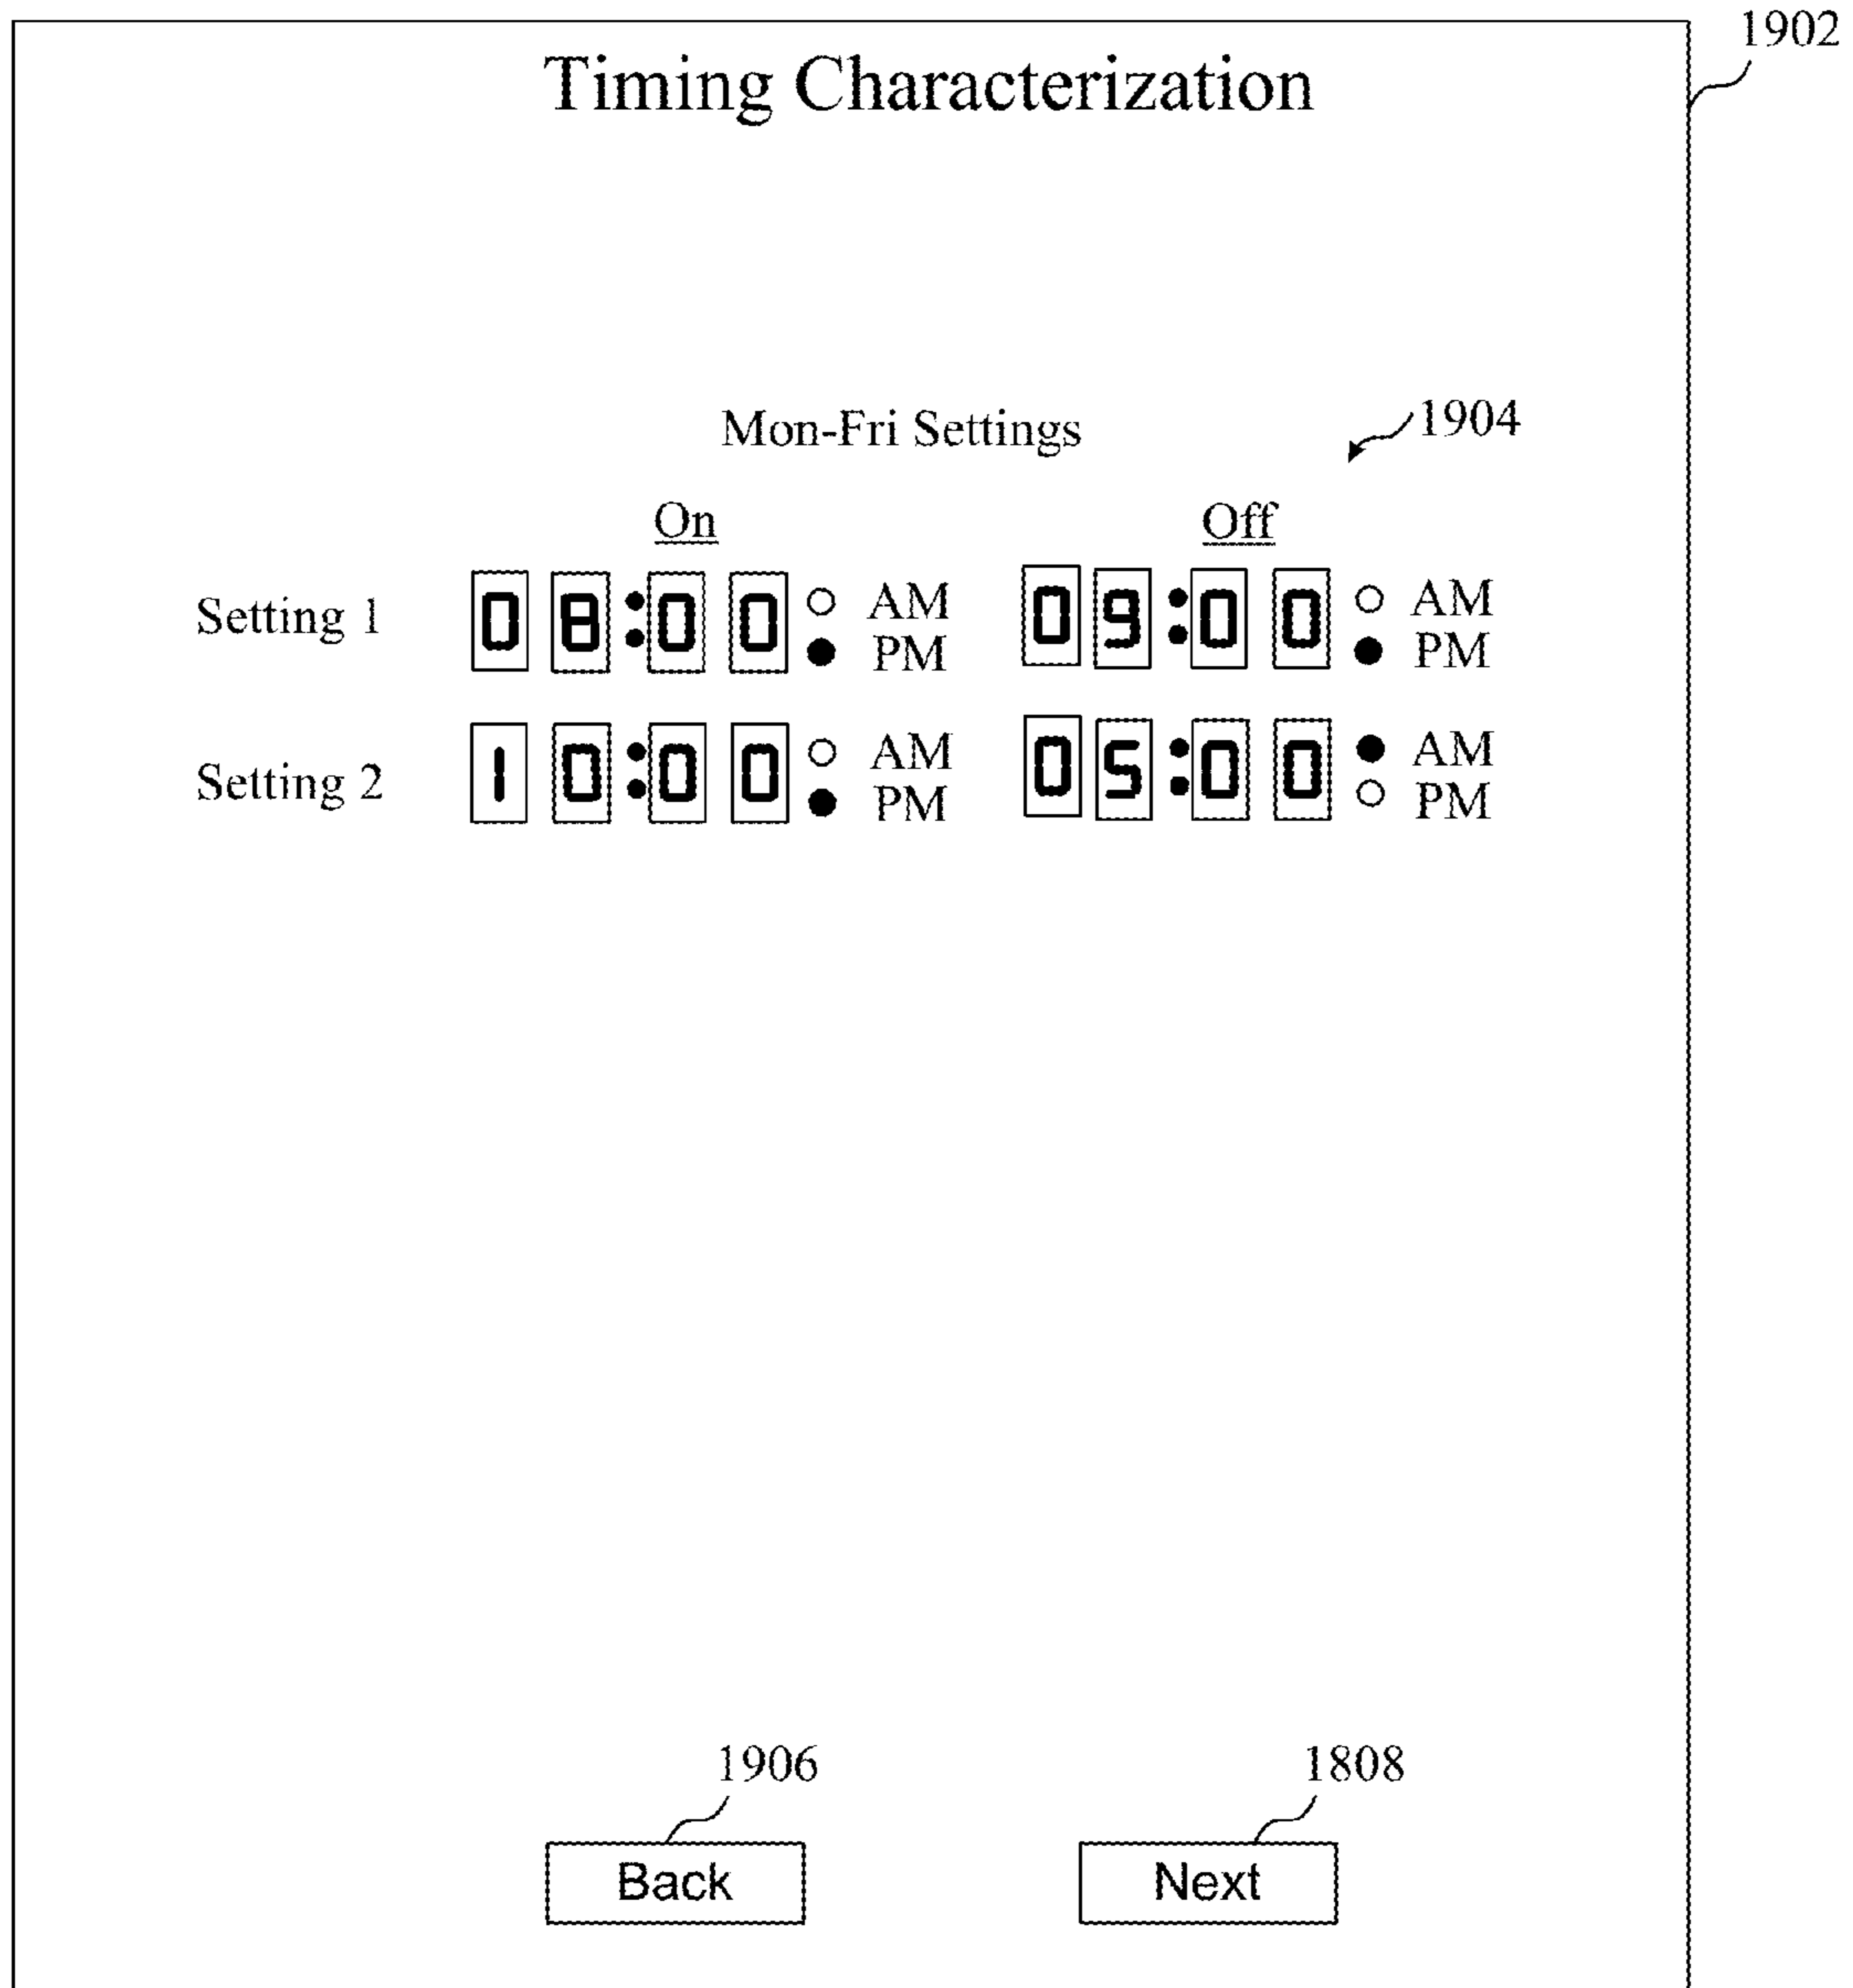 1902
Timing Characterization
Mon-Fri Settings
1904
On Off
Setting 1 08:00 AM PM 09:00 AM PM
Setting 2 10:00 AM PM 05:00 AM PM
1906 1808
Back Next